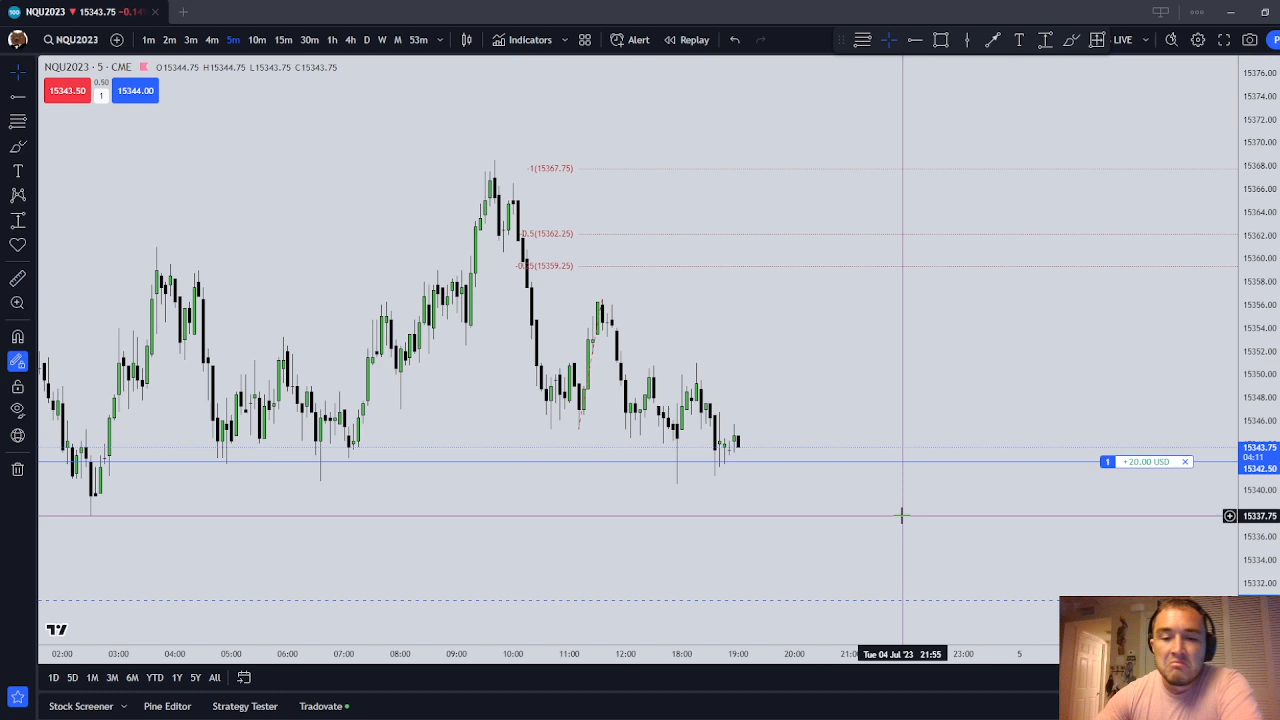 NQU2023 ▼ 15343.75 -0.14
NQU2023 1m 2m 3m 4m 5m 10m 15m 30m 1h 4h D W M 53m Indicators Alert Replay LIVE
NQU2023 · 5 · CME O15344.75 H15344.75 L15343.75 C15343.75
15343.50 0.50 1 15344.00
15376.00
15374.00
15372.00
15370.00
-1(15367.75) 15368.00
15366.00
15364.00
-0.5(15362.25) 15362.00
15360.00
15358.00
15356.00
15354.00
15352.00
15350.00
15348.00
15346.00
15343.75
04:11
1 +20.00 USD 15342.50
15340.00
15337.75
15336.00
15334.00
15332.00
02:00 03:00 04:00 05:00 06:00 07:00 08:00 09:00 10:00 11:00 12:00 18:00 19:00 20:00 Tue 04 Jul '23 21:55 23:00 5
1D 5D 1M 3M 6M YTD 1Y 5Y All
Stock Screener Pine Editor Strategy Tester Tradovate